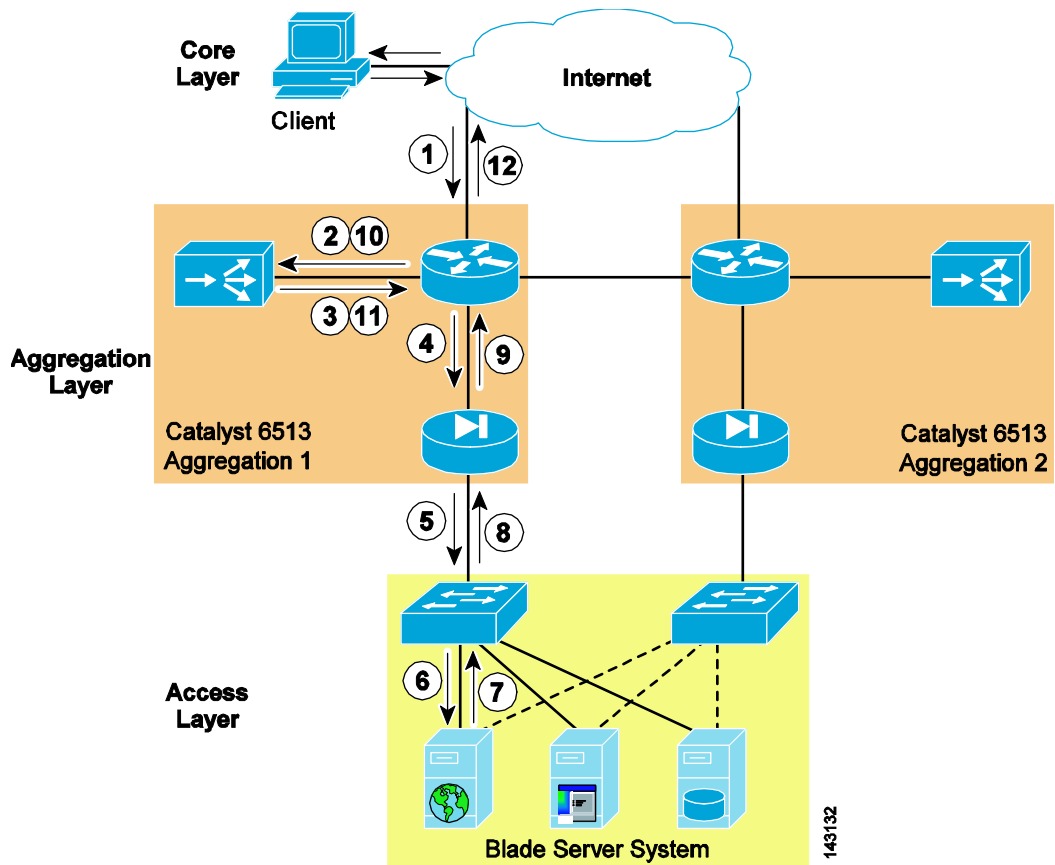 Core
Layer
Client
Internet
1
12
2
10
3
11
4
9
Aggregation
Layer
Catalyst 6513
Aggregation 1
Catalyst 6513
Aggregation 2
5
8
6
7
Access
Layer
Blade Server System
143132